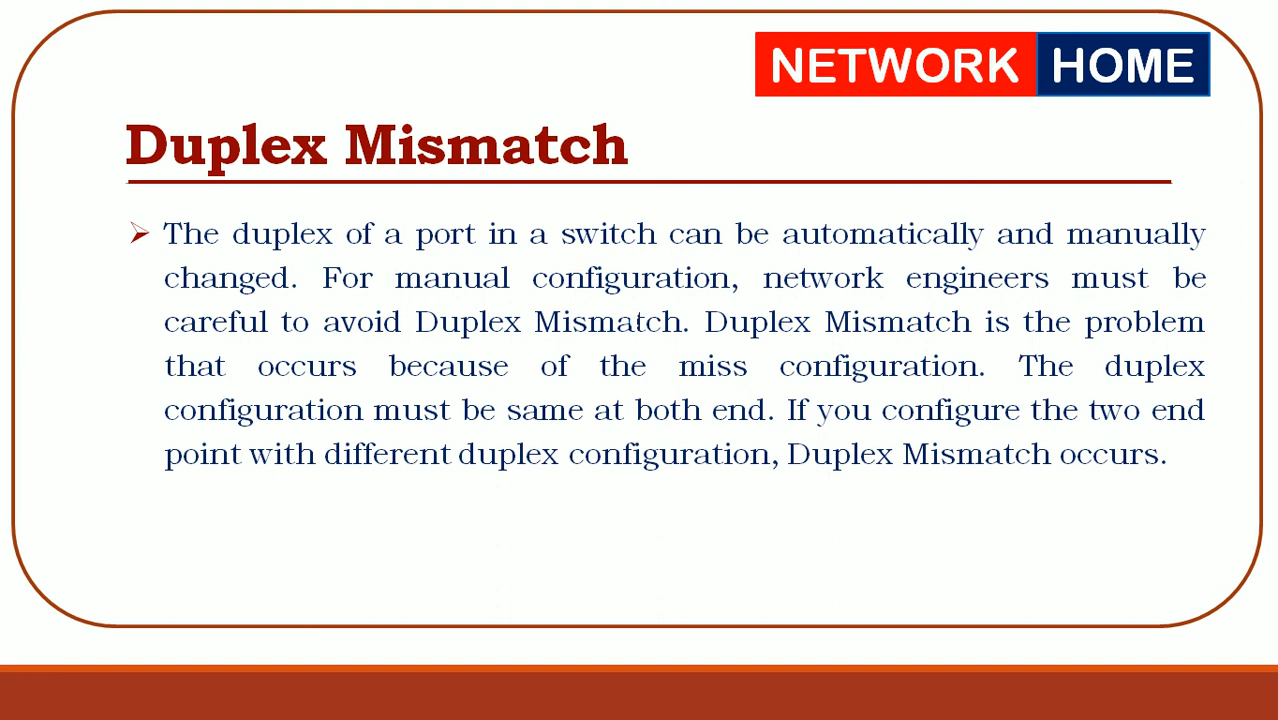 NETWORK HOME
Duplex Mismatch
➢ The duplex of a port in a switch can be automatically and manually
changed. For manual configuration, network engineers must be
careful to avoid Duplex Mismatch. Duplex Mismatch is the problem
that occurs because of the miss configuration. The duplex
configuration must be same at both end. If you configure the two end
point with different duplex configuration, Duplex Mismatch occurs.